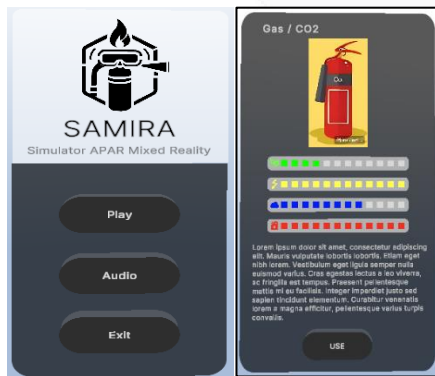 SAMIRA
Simulator APAR Mixed Reality
Play
Audio
Exit
Gas / CO2
Lorem ipsum dolor sit amet, consectetur adipiscing
elit. Mauris vulputate lobortis lobortis. Etiam eget
nibh lorem. Vestibulum eget ligula semper nulla
euismod varius. Cras egestas lectus a leo viverra,
ac fringilla est tempus. Praesent pellentesque
mattis mi eu facilisis. Integer imperdiet justo sed
sapien tincidunt elementum. Curabitur venenatis
lorem a magna efficitur, pellentesque varius turpis
convallis.
USE